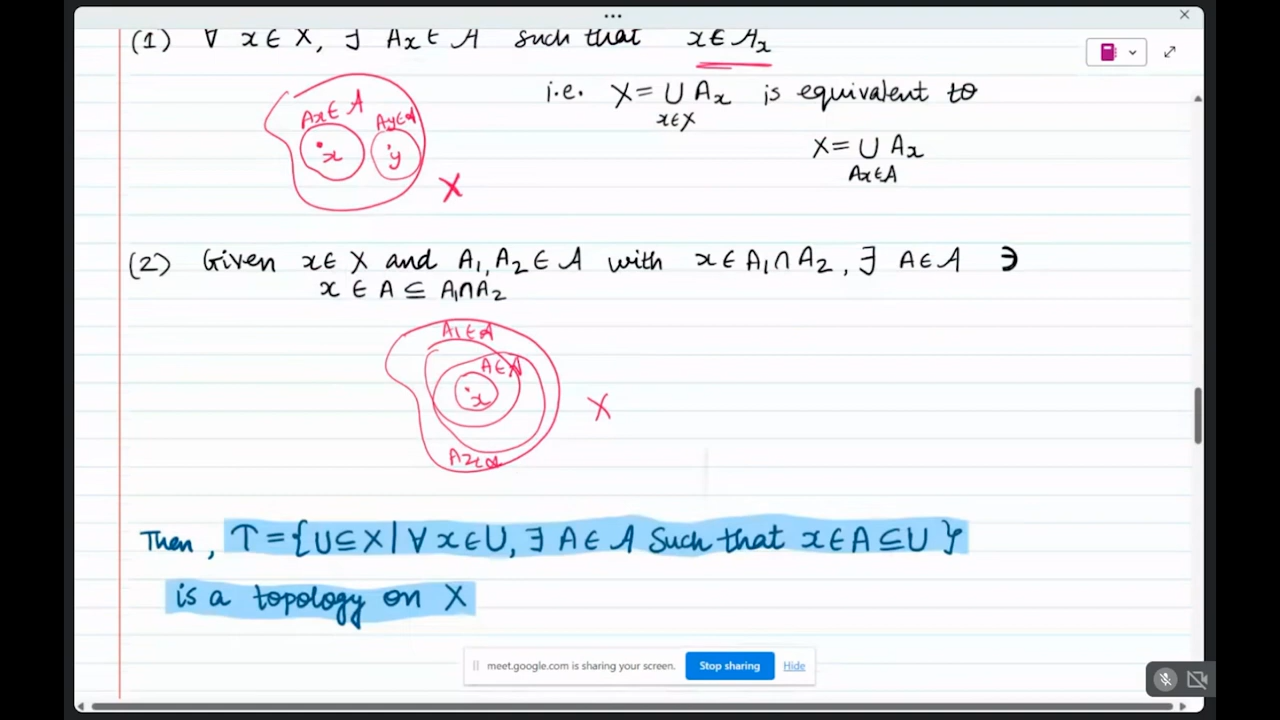 (1) ∀ x ∈ X, ∃ Ax ∈ A such that x ∈ Ax
i.e. X = ∪ Ax is equivalent to
x∈X
X = ∪ Ax
Ax∈A
Ax ∈ A
Ay∈A
x
y
X
(2) Given x ∈ X and A1, A2 ∈ A with x ∈ A1 ∩ A2, ∃ A ∈ A ∋
x ∈ A ⊆ A1∩A2
A1∈A
A∈A
x
X
A2∈A
Then, T = {U⊆X | ∀ x∈U, ∃ A∈A Such that x∈A⊆U}
is a topology on X
meet.google.com is sharing your screen. Stop sharing Hide